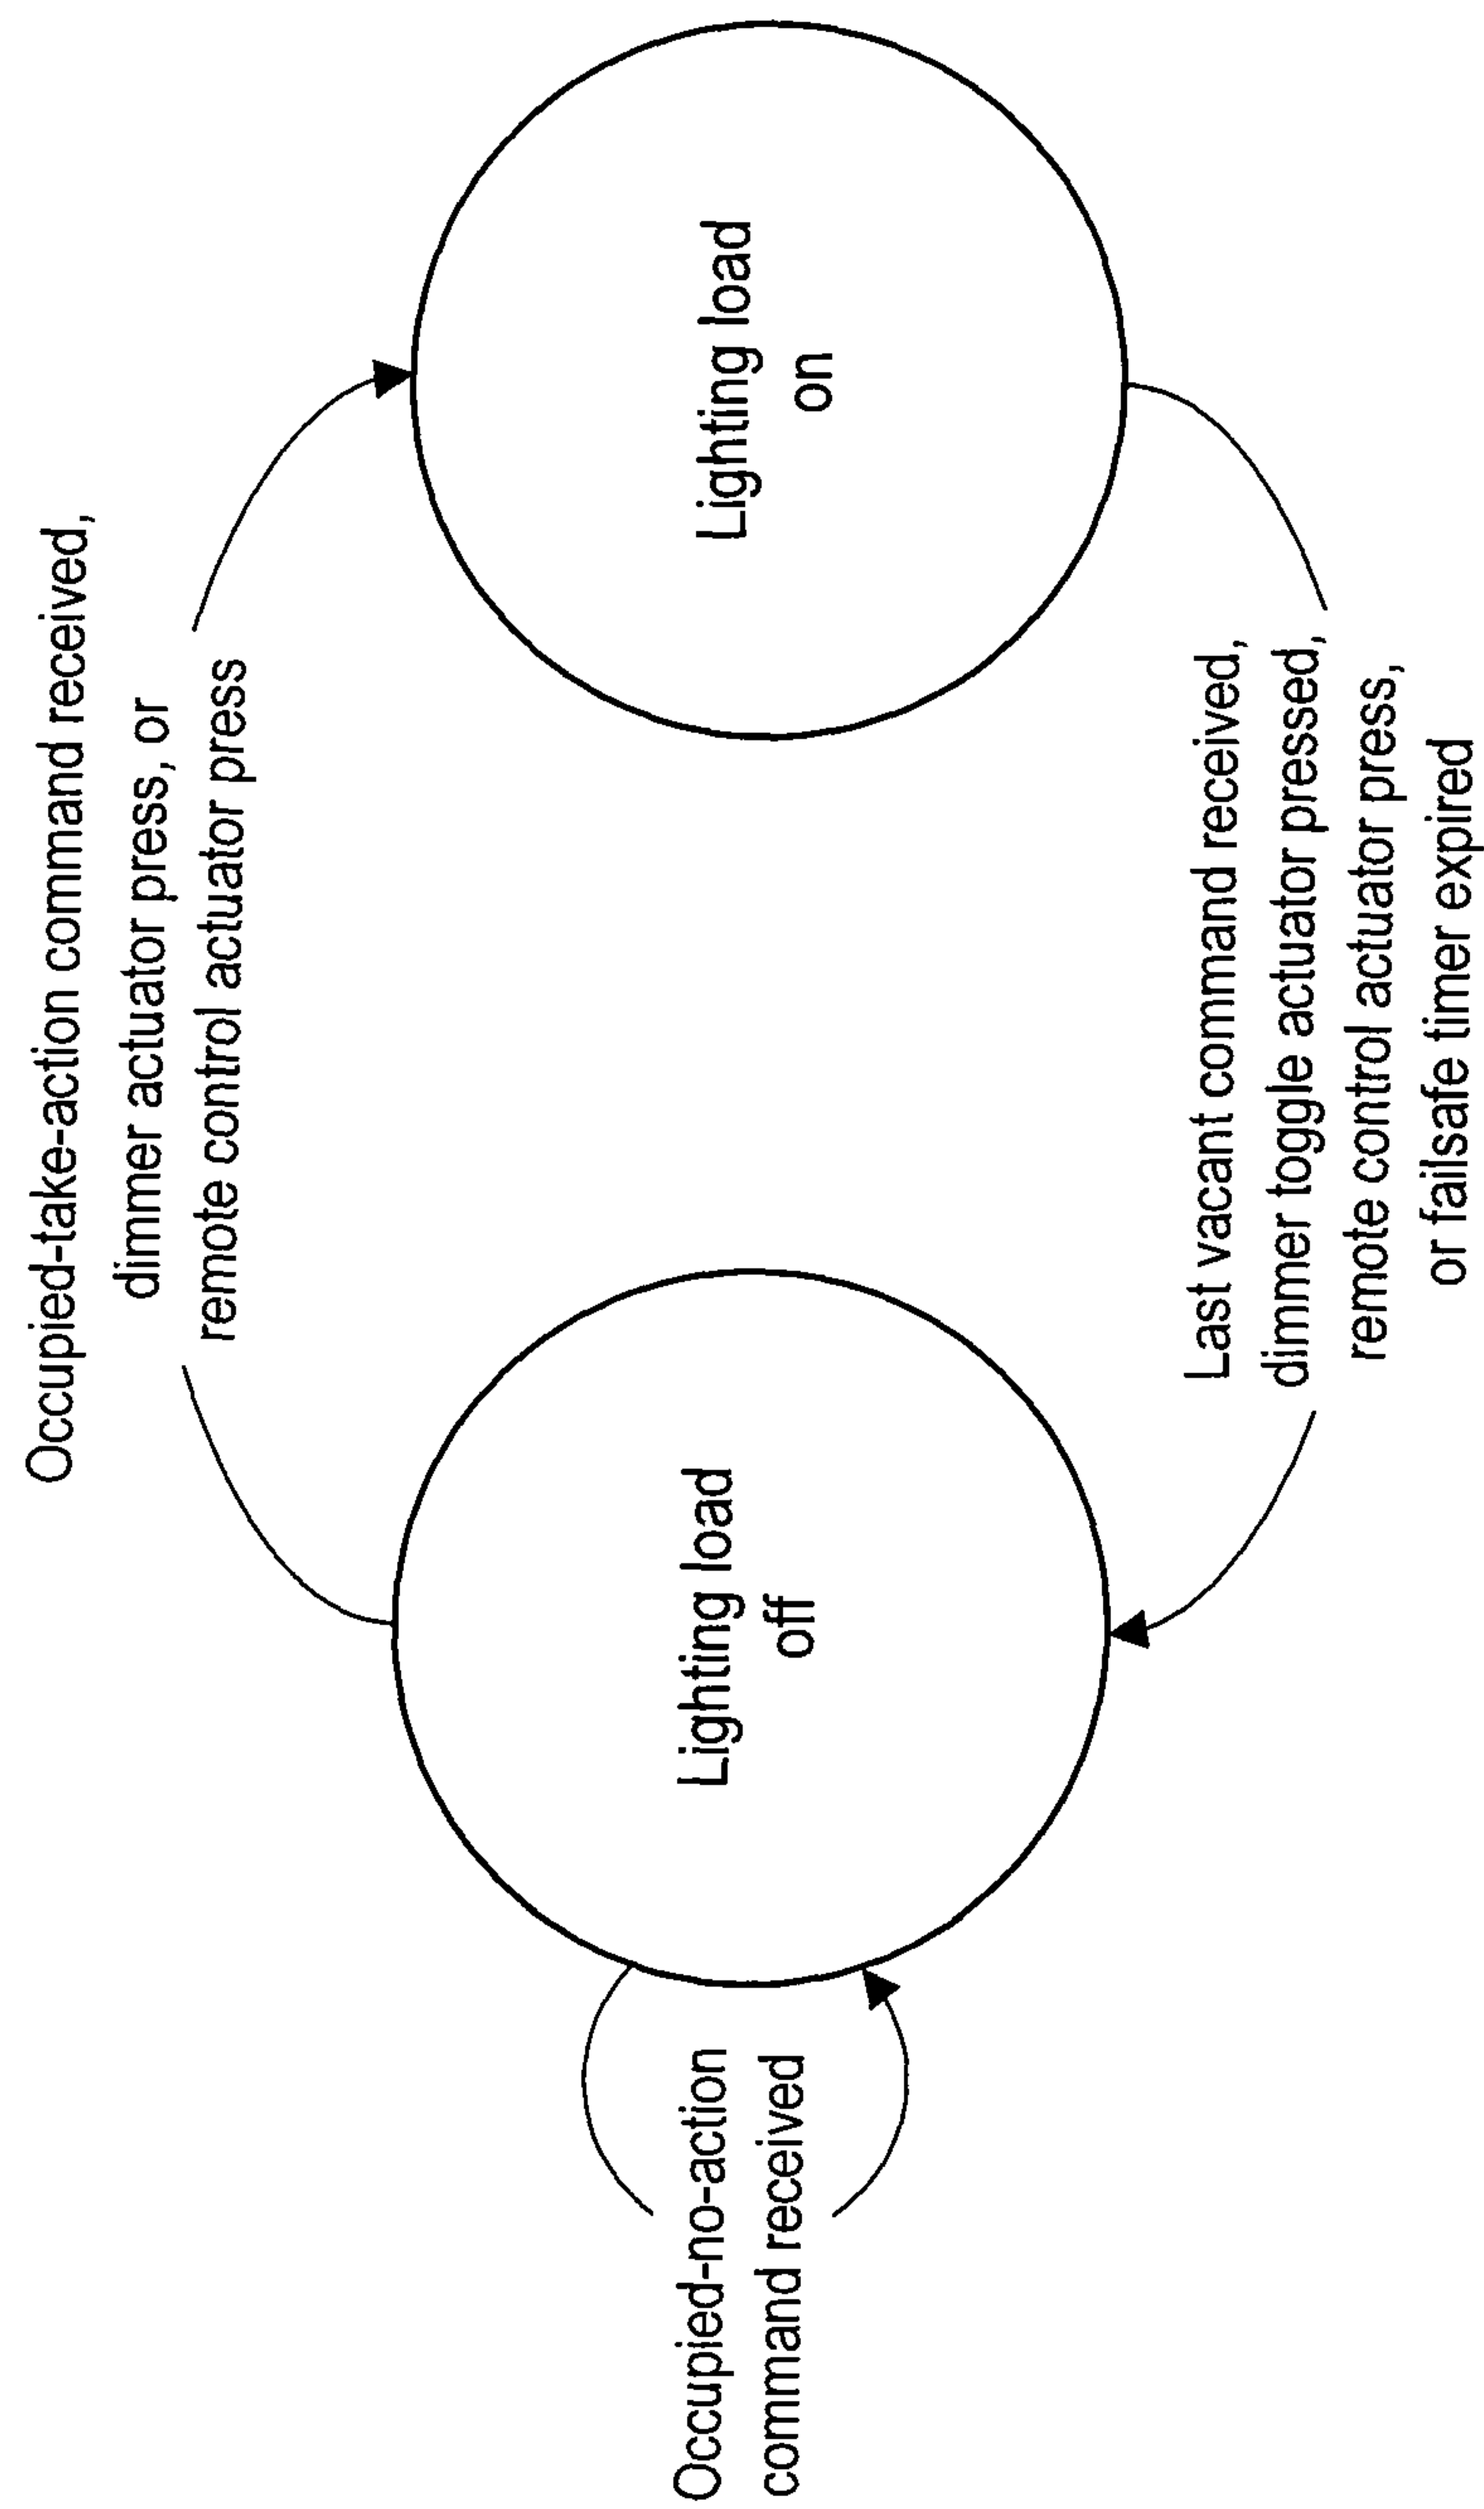 Occupied-take-action command received,
dimmer actuator press, or
remote control actuator press
Occupied-no-action
command received
Lighting load
off
Lighting load
on
Last vacant command received,
dimmer toggle actuator pressed,
remote control actuator press,
or failsafe timer expired